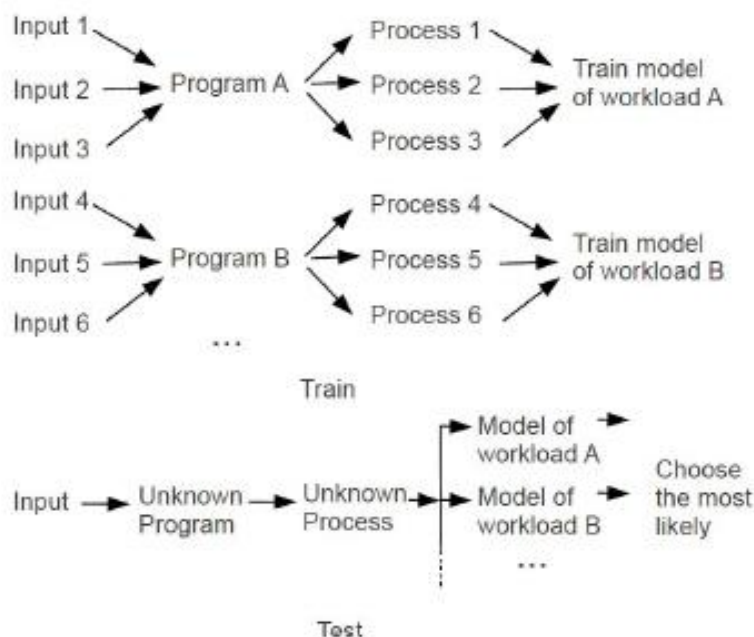 Input 1
Input 2
Input 3
Program A
Process 1
Process 2
Process 3
Train model
of workload A
Input 4
Input 5
Input 6
Program B
Process 4
Process 5
Process 6
Train model
of workload B
...
Train
Input
Unknown
Program
Unknown
Process
Model of
workload A
Model of
workload B
...
Choose
the most
likely
Test